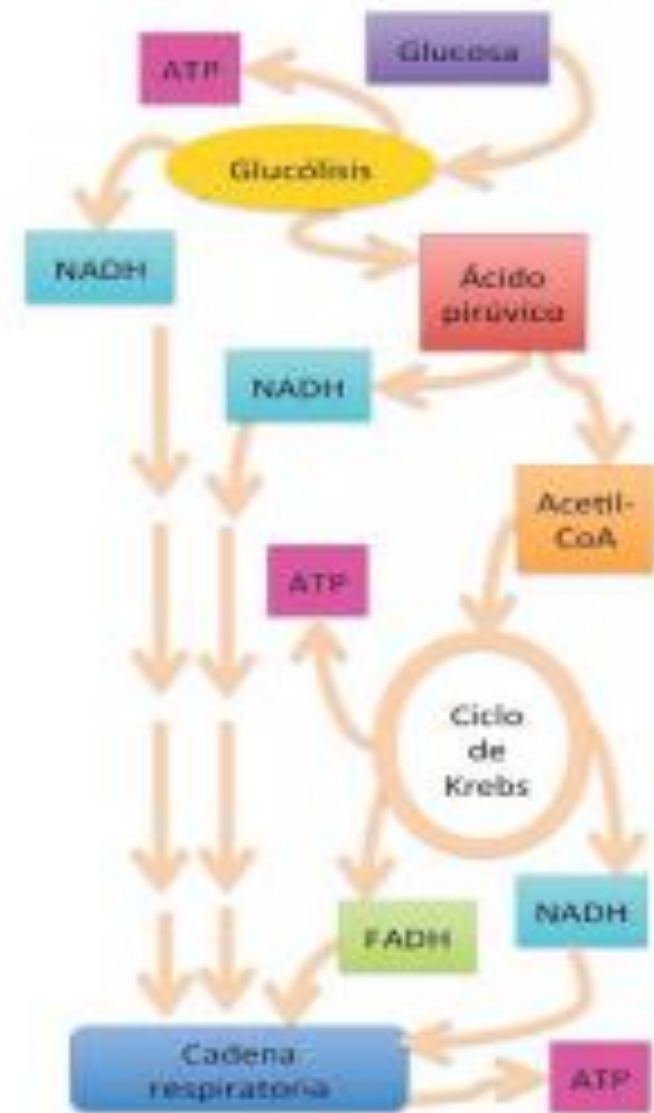 Glucosa
ATP
Glucólisis
NADH
Ácido
pirúvico
NADH
Acetil-
CoA
ATP
Ciclo
de
Krebs
NADH
FADH
Cadena
respiratoria
ATP